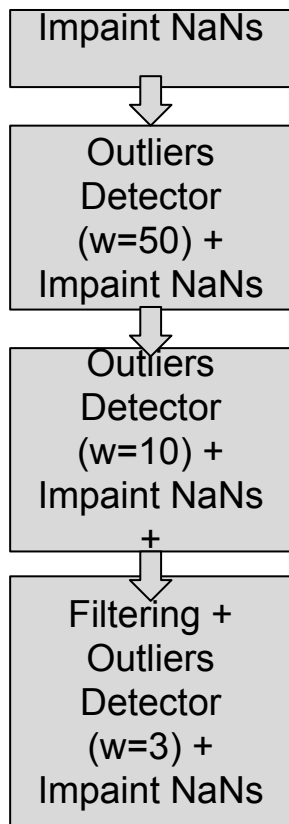 Impaint NaNs
Outliers
Detector
(w=50) +
Impaint NaNs
Outliers
Detector
(w=10) +
Impaint NaNs
+
Filtering +
Outliers
Detector
(w=3) +
Impaint NaNs